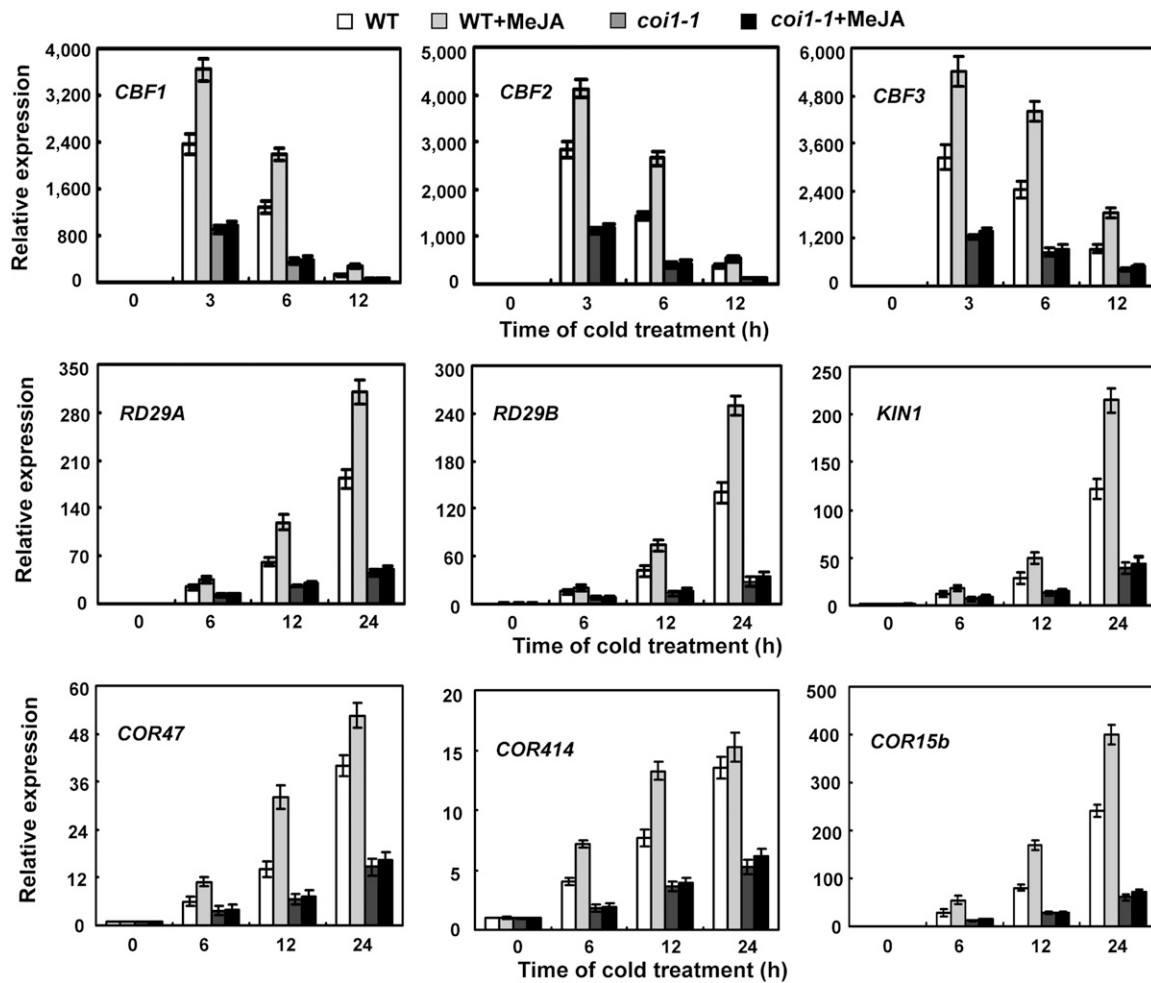 WT WT+MeJA coi1-1 coi1-1+MeJA
Relative expression
4,000
3,200
2,400
1,600
800
0
CBF1
0 3 6 12
5,000
4,000
3,000
2,000
1,000
0
CBF2
0 3 6 12
Time of cold treatment (h)
6,000
4,800
3,600
2,400
1,200
0
CBF3
0 3 6 12
Relative expression
350
280
210
140
70
0
RD29A
0 6 12 24
300
240
180
120
60
0
RD29B
0 6 12 24
Time of cold treatment (h)
250
200
150
100
50
0
KIN1
0 6 12 24
Relative expression
60
48
36
24
12
0
COR47
0 6 12 24
20
15
10
5
0
COR414
0 6 12 24
Time of cold treatment (h)
500
400
300
200
100
0
COR15b
0 6 12 24